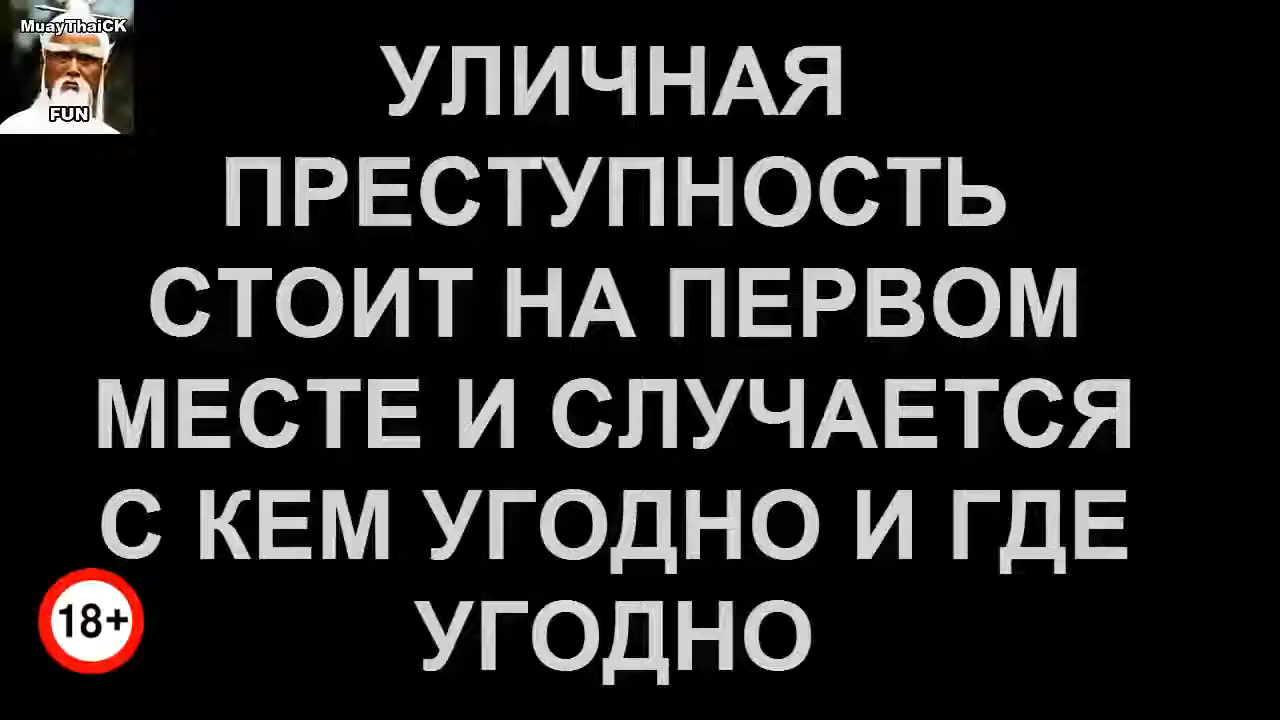 MuayThaiCK
FUN
УЛИЧНАЯ
ПРЕСТУПНОСТЬ
СТОИТ НА ПЕРВОМ
МЕСТЕ И СЛУЧАЕТСЯ
С КЕМ УГОДНО И ГДЕ
УГОДНО
18+